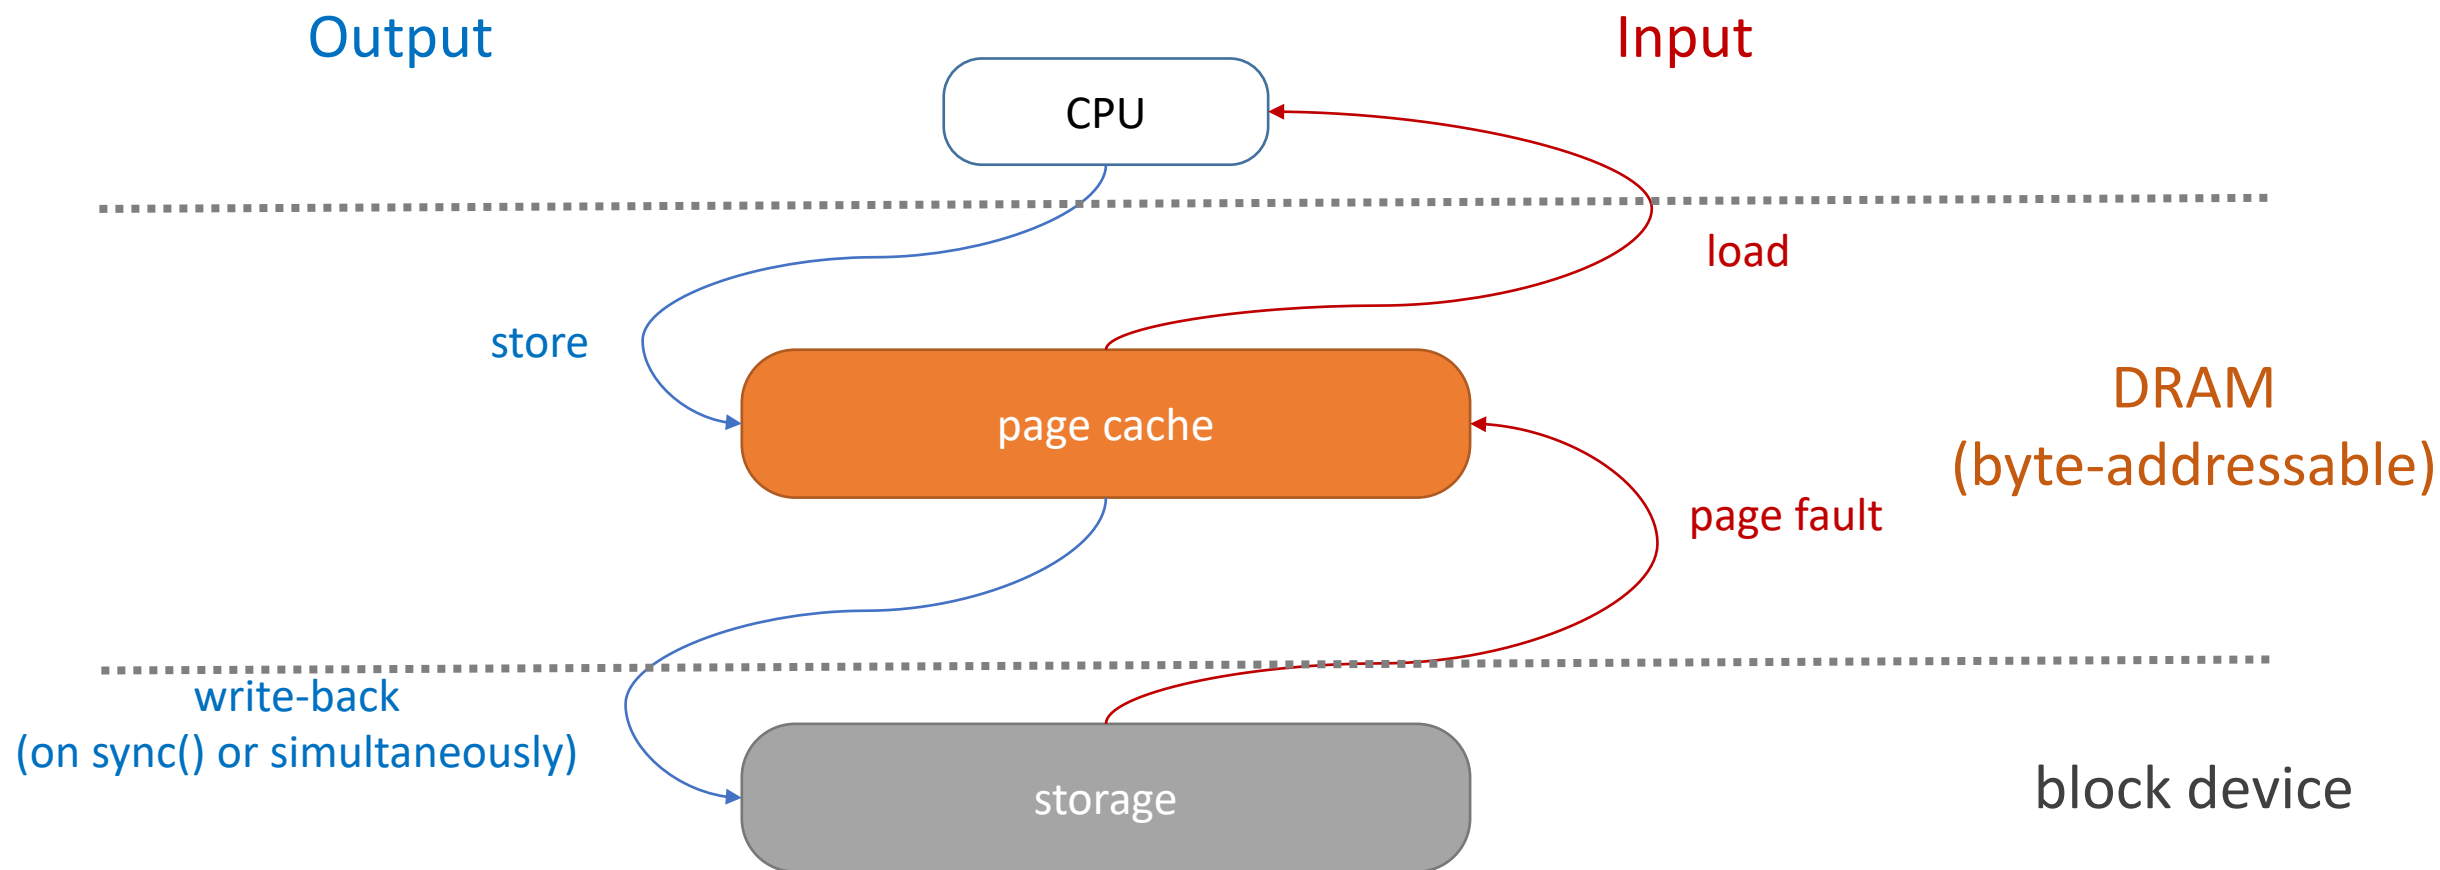 Output
Input
CPU
load
store
page cache
DRAM
(byte-addressable)
page fault
write-back
(on sync() or simultaneously)
storage
block device